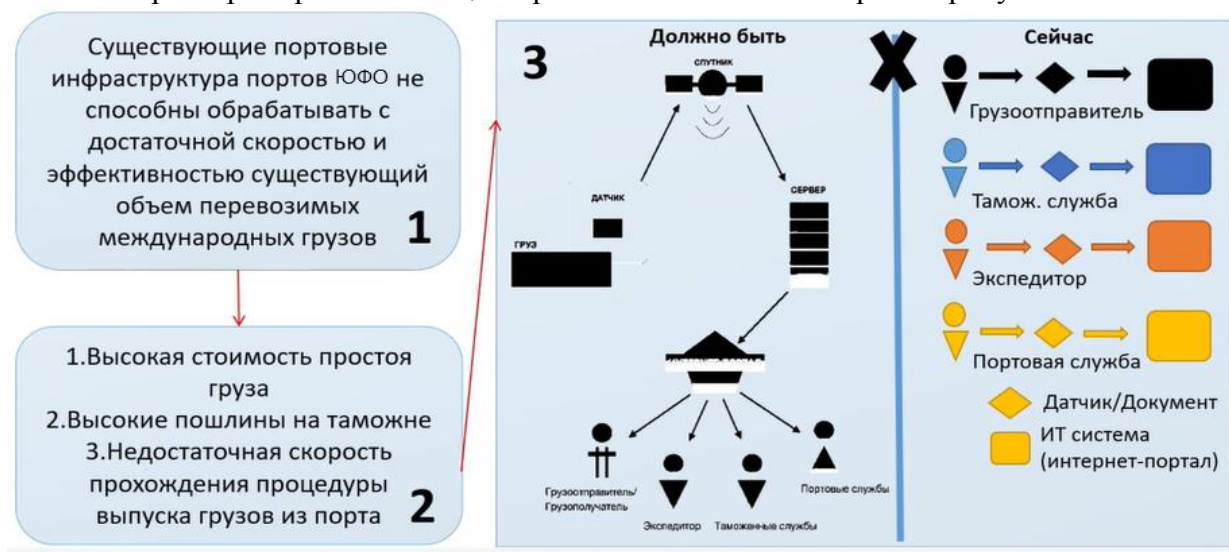 Существующие портовые
инфраструктура портов ЮФО не
способны обрабатывать с
достаточной скоростью и
эффективностью существующий
объем перевозимых
международных грузов
1
1.Высокая стоимость простоя
груза
2.Высокие пошлины на таможне
3.Недостаточная скорость
прохождения процедуры
выпуска грузов из порта
2
3
Должно быть
СПУТНИК
ДАТЧИК
СЕРВЕР
ГРУЗ
Грузоотправитель/
Грузополучатель
Экспедитор
Таможенные службы
Портовые службы
Сейчас
Грузоотправитель
Тамож. служба
Экспедитор
Портовая служба
Датчик/Документ
ИТ система
(интернет-портал)